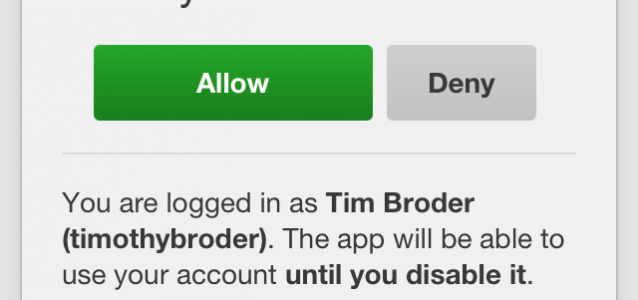 Allow
Deny
You are logged in as Tim Broder
(timothybroder). The app will be able to
use your account until you disable it.